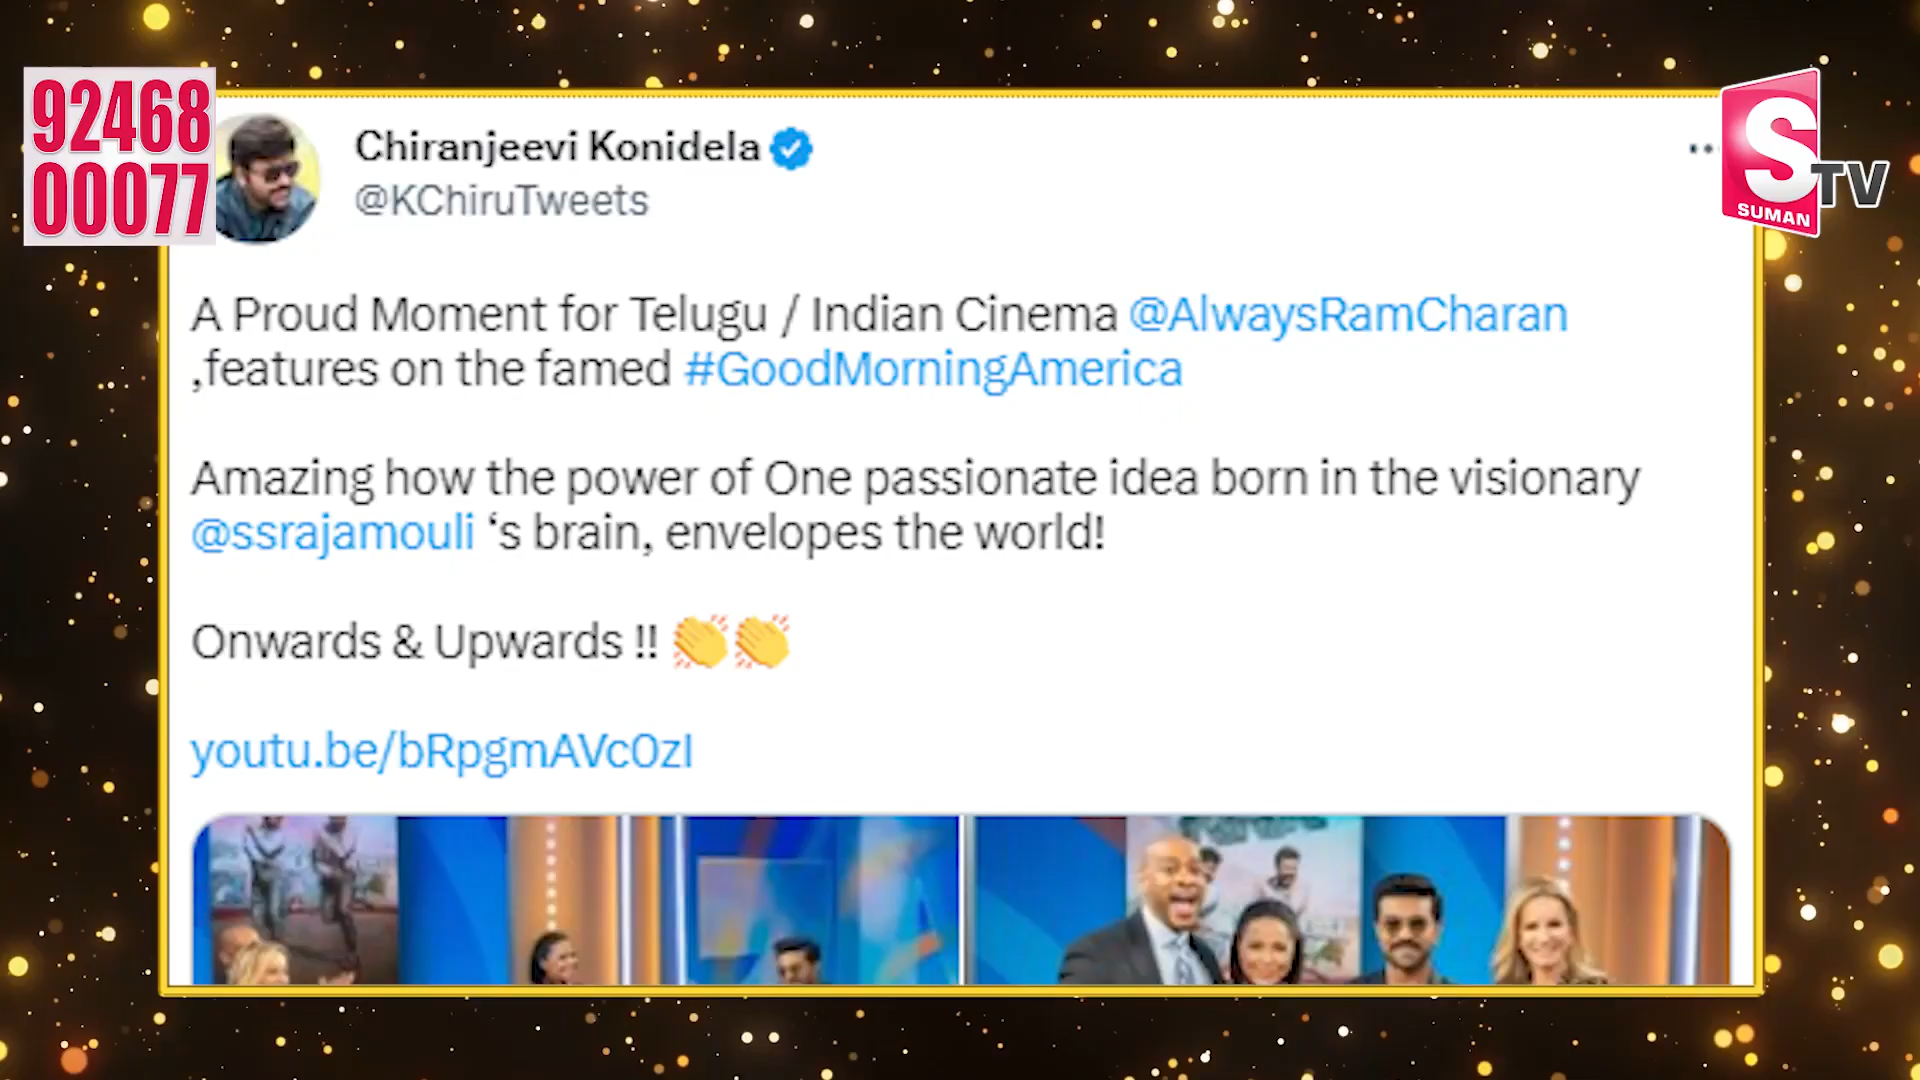 92468
00077
Chiranjeevi Konidela
@KChiruTweets
S
TV
SUMAN
A Proud Moment for Telugu / Indian Cinema @AlwaysRamCharan
,features on the famed #GoodMorningAmerica
Amazing how the power of One passionate idea born in the visionary
@ssrajamouli ‘s brain, envelopes the world!
Onwards & Upwards !! 👏👏
youtu.be/bRpgmAVc0zI